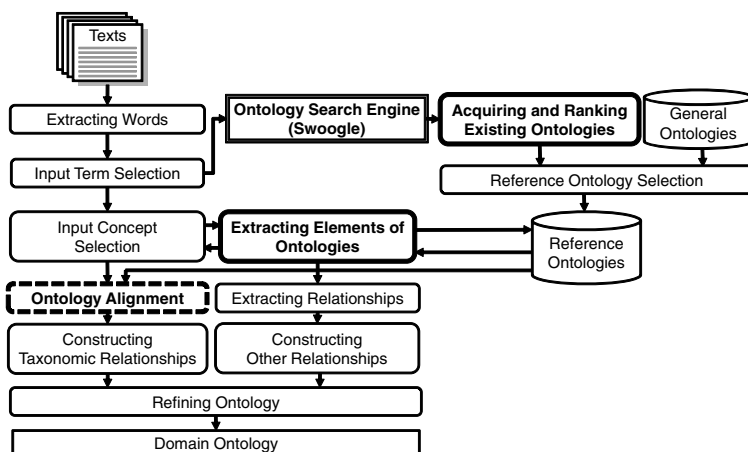 Texts
Extracting Words
Ontology Search Engine
(Swoogle)
Acquiring and Ranking
Existing Ontologies
General
Ontologies
Input Term Selection
Reference Ontology Selection
Input Concept
Selection
Extracting Elements of
Ontologies
Reference
Ontologies
Ontology Alignment
Extracting Relationships
Constructing
Taxonomic Relationships
Constructing
Other Relationships
Refining Ontology
Domain Ontology